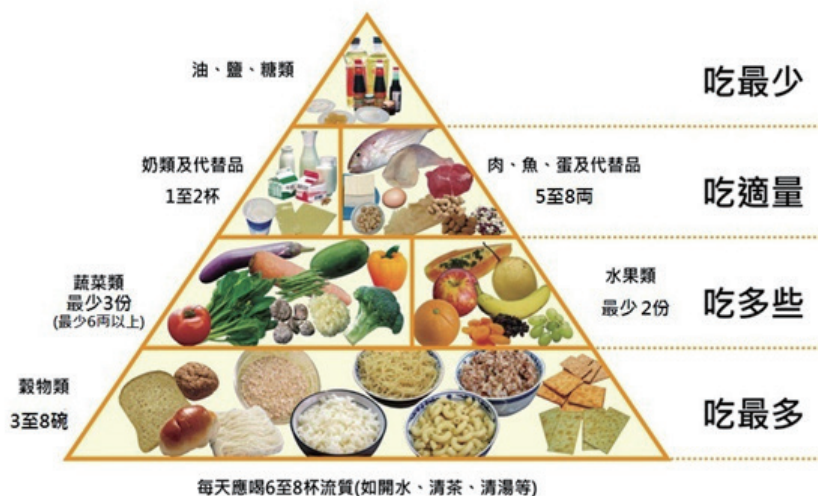 油、鹽、糖類
吃最少
奶類及代替品
1至2杯
肉、魚、蛋及代替品
5至8両
吃適量
蔬菜類
最少3份
(最少6両以上)
水果類
最少2份
吃多些
穀物類
3至8碗
吃最多
每天應喝6至8杯流質(如開水、清茶、清湯等)